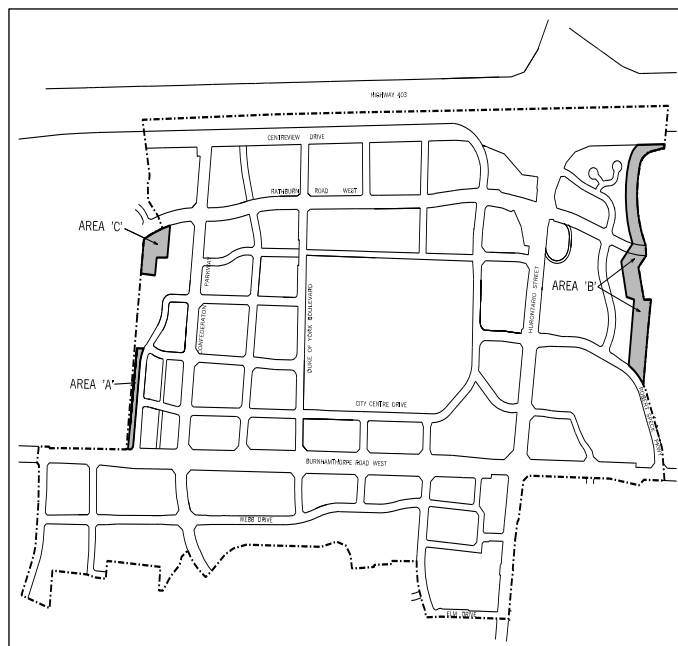 HIGHWAY 403
CENTREVIEW DRIVE
RATHBURN ROAD WEST
AREA 'C'
PARKWAY
CONFEDERATION
DUKE OF YORK BOULEVARD
HURONTARIO STREET
AREA 'B'
AREA 'A'
CITY CENTRE DRIVE
BURNHAMTHORPE ROAD WEST
WEBB DRIVE
ELM DRIVE